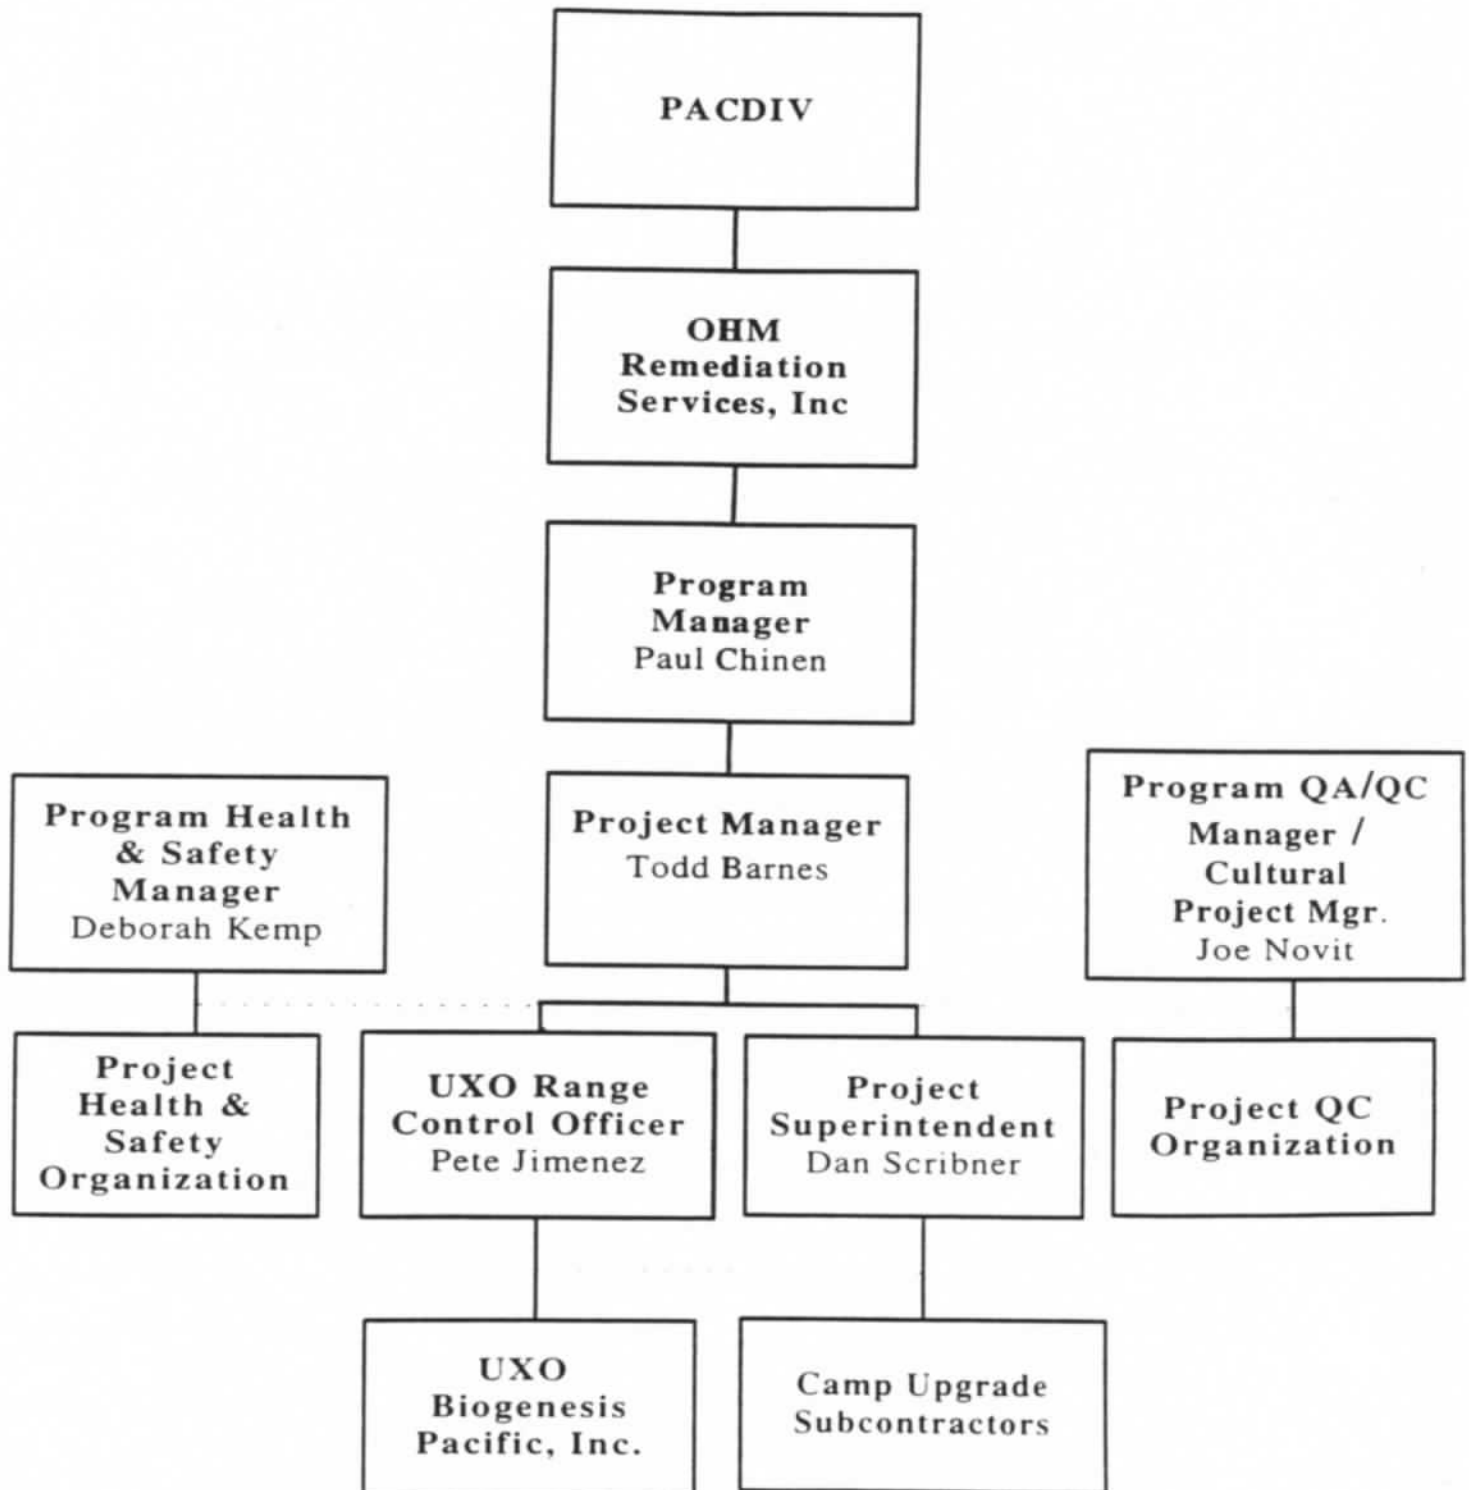 PACDIV
OHM
Remediation
Services, Inc
Program
Manager
Paul Chinen
Program Health
& Safety
Manager
Deborah Kemp
Project Manager
Todd Barnes
Program QA/QC
Manager /
Cultural
Project Mgr.
Joe Novit
Project
Health &
Safety
Organization
UXO Range
Control Officer
Pete Jimenez
Project
Superintendent
Dan Scribner
Project QC
Organization
UXO
Biogenesis
Pacific, Inc.
Camp Upgrade
Subcontractors